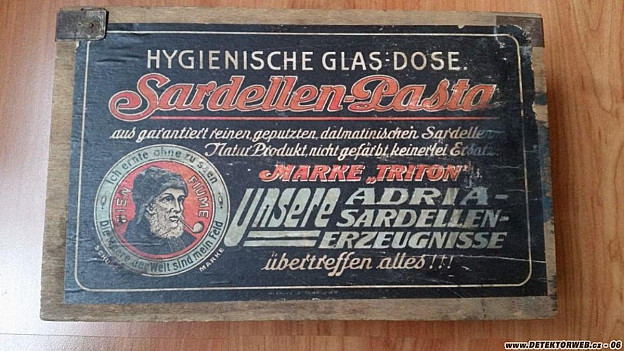 HYGIENISCHE GLAS-DOSE.
Sardellen-Pasta
aus garantiert reinen, geputzten, dalmatinischen Sardellen
Natur Produkt, nicht gefärbt, keinerlei Ersatz
MARKE „TRITON"
Unsere ADRIA-
SARDELLEN-
ERZEUGNISSE
übertreffen alles!!!
Ich ernte ohne zu säen
WIEN FIUME
Die Meere der Welt sind mein Feld
MARKE
www.DETEKTORWEB.cz - 06